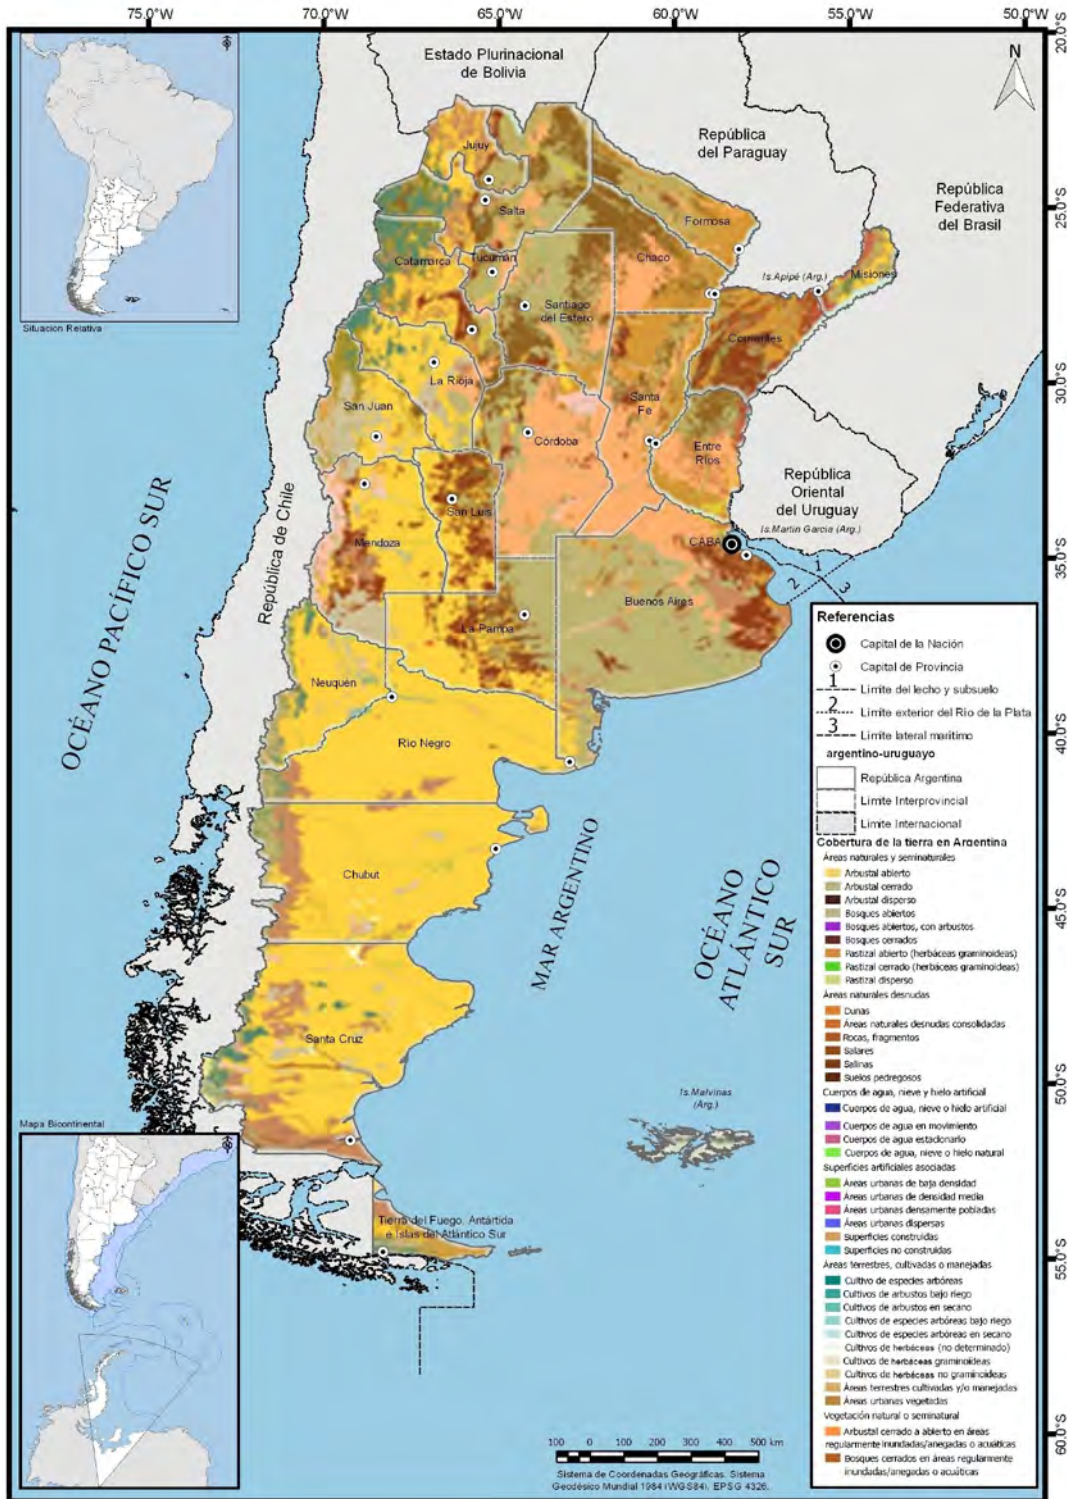 75.0°W
70.0°W
65.0°W
60.0°W
55.0°W
50.0°W
20.0°S
25.0°S
30.0°S
35.0°S
40.0°S
45.0°S
50.0°S
55.0°S
60.0°S
Situacion Relativa
N
Estado Plurinacional
de Bolivia
República
del Paraguay
República
Federativa
del Brasil
Jujuy
Salta
Formosa
Chaco
Catamarca
Tucumán
Is.Apipé (Arg.)
Misiones
Santiago
del Estero
Corrientes
La Rioja
Santa
Fe
San Juan
Córdoba
Entre
Ríos
República
Oriental
del Uruguay
Is.Martin Garcia (Arg.)
San Luis
Mendoza
CABA
1
2
3
Buenos Aires
La Pampa
República de Chile
OCÉANO PACÍFICO SUR
Neuquén
Río Negro
Chubut
MAR ARGENTINO
OCÉANO
ATLÁNTICO
SUR
Santa Cruz
Is.Malvinas
(Arg.)
Tierra del Fuego, Antártida
e Islas del Atlántico Sur
Mapa Bicontinental
Referencias
Capital de la Nación
Capital de Provincia
1 Limite del lecho y subsuelo
2 Limite exterior del Rio de la Plata
3 Limite lateral maritimo
argentino-uruguayo
República Argentina
Limite Interprovincial
Limite Internacional
Cobertura de la tierra en Argentina
Áreas naturales y seminaturales
Arbustal abierto
Arbustal cerrado
Arbustal disperso
Bosques abiertos
Bosques abiertos, con arbustos
Bosques cerrados
Pastizal abierto (herbáceas graminoideas)
Pastizal cerrado (herbáceas graminoideas)
Pastizal disperso
Áreas naturales desnudas
Dunas
Áreas naturales desnudas consolidadas
Rocas, fragmentos
Salares
Salinas
Suelos pedregosos
Cuerpos de agua, nieve y hielo artificial
Cuerpos de agua, nieve o hielo artificial
Cuerpos de agua en movimiento
Cuerpos de agua estacionario
Cuerpos de agua, nieve o hielo natural
Superficies artificiales asociadas
Áreas urbanas de baja densidad
Áreas urbanas de densidad media
Áreas urbanas densamente pobladas
Áreas urbanas dispersas
Superficies construidas
Superficies no construidas
Áreas terrestres, cultivadas o manejadas
Cultivo de especies arbóreas
Cultivos de arbustos bajo riego
Cultivos de arbustos en secano
Cultivos de especies arbóreas bajo riego
Cultivos de especies arbóreas en secano
Cultivos de herbáceas (no determinado)
Cultivos de herbáceas graminoideas
Cultivos de herbáceas no graminoideas
Áreas terrestres cultivadas y/o manejadas
Áreas urbanas vegetadas
Vegetación natural o seminatural
Arbustal cerrado a abierto en áreas
regularmente inundadas/anegadas o acuáticas
Bosques cerrados en áreas regularmente
inundadas/anegadas o acuáticas
100 0 100 200 300 400 500 km
Sistema de Coordenadas Geográficas. Sistema
Geodésico Mundial 1984 (WGS84). EPSG 4326.